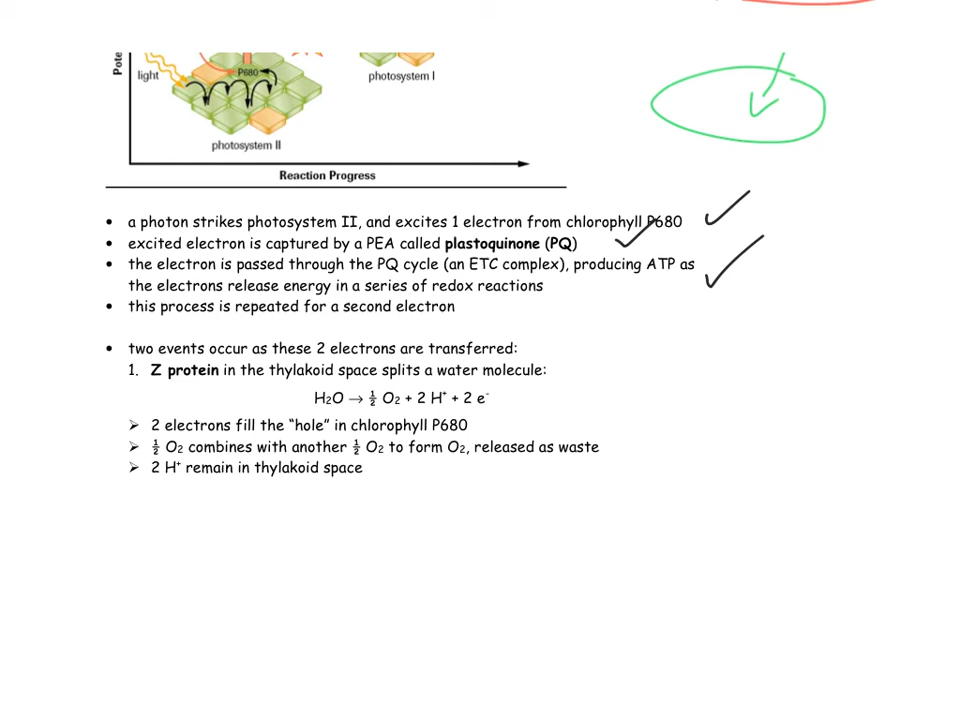 Pote
light
P680
photosystem I
photosystem II
Reaction Progress
• a photon strikes photosystem II, and excites 1 electron from chlorophyll P680
• excited electron is captured by a PEA called plastoquinone (PQ)
• the electron is passed through the PQ cycle (an ETC complex), producing ATP as
the electrons release energy in a series of redox reactions
• this process is repeated for a second electron
• two events occur as these 2 electrons are transferred:
1. Z protein in the thylakoid space splits a water molecule:
H₂O → ½ O₂ + 2 H⁺ + 2 e⁻
➢ 2 electrons fill the “hole” in chlorophyll P680
➢ ½ O₂ combines with another ½ O₂ to form O₂, released as waste
➢ 2 H⁺ remain in thylakoid space